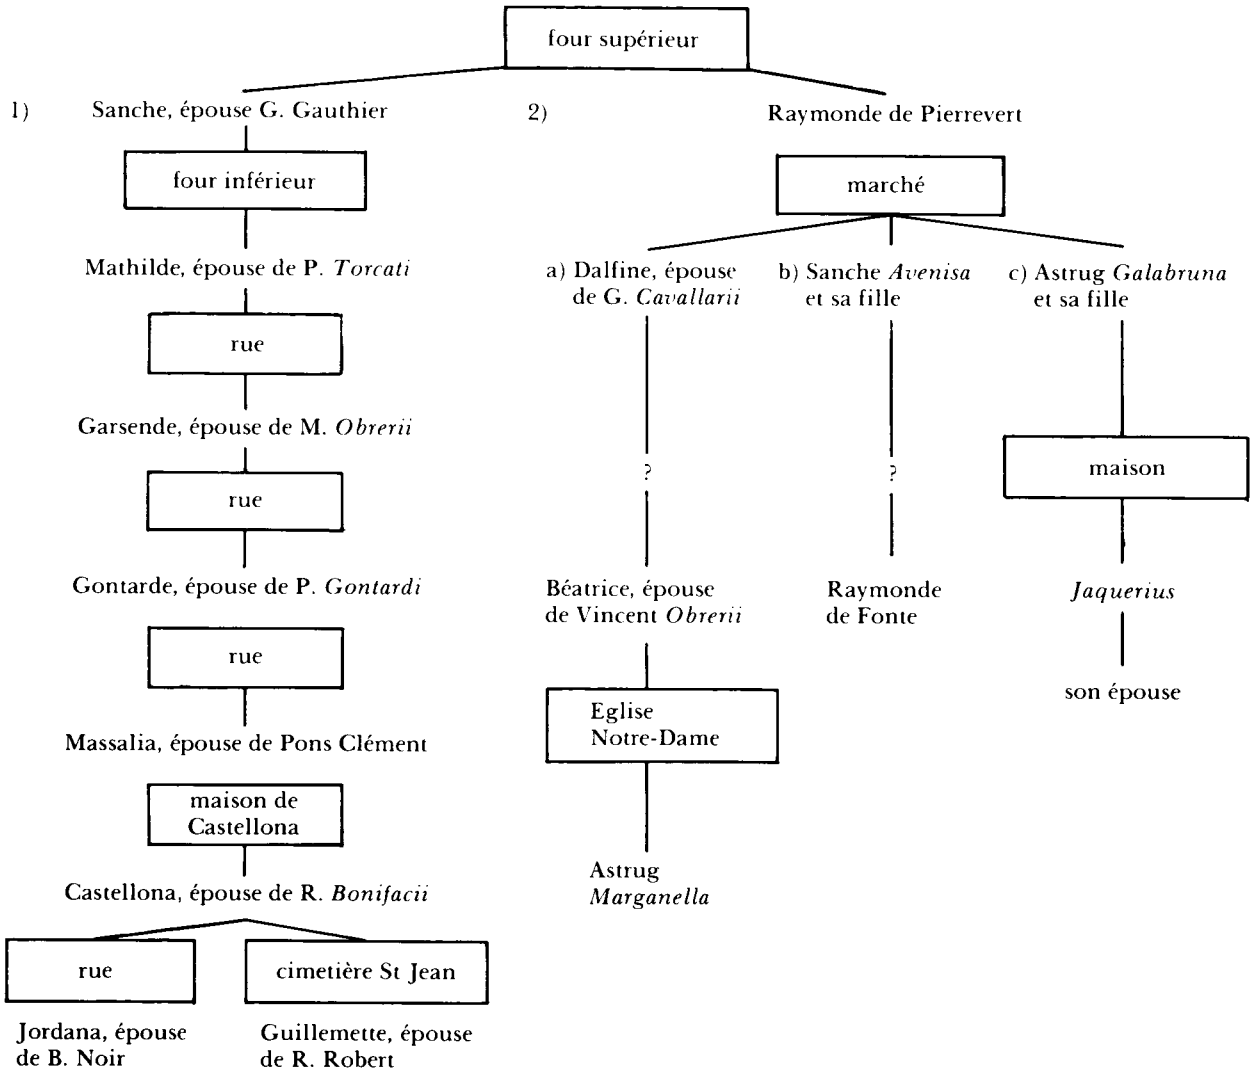 four supérieur
1)
Sanche, épouse G. Gauthier
four inférieur
Mathilde, épouse de P. Torcati
rue
Garsende, épouse de M. Obrerii
rue
Gontarde, épouse de P. Gontardi
rue
Massalia, épouse de Pons Clément
maison de
Castellona
Castellona, épouse de R. Bonifacii
rue
Jordana, épouse
de B. Noir
cimetière St Jean
Guillemette, épouse
de R. Robert
2)
Raymonde de Pierrevert
marché
a) Dalfine, épouse
de G. Cavallarii
?
Béatrice, épouse
de Vincent Obrerii
Eglise
Notre-Dame
Astrug
Marganella
b) Sanche Avenisa
et sa fille
?
Raymonde
de Fonte
c) Astrug Galabruna
et sa fille
maison
Jaquerius
son épouse